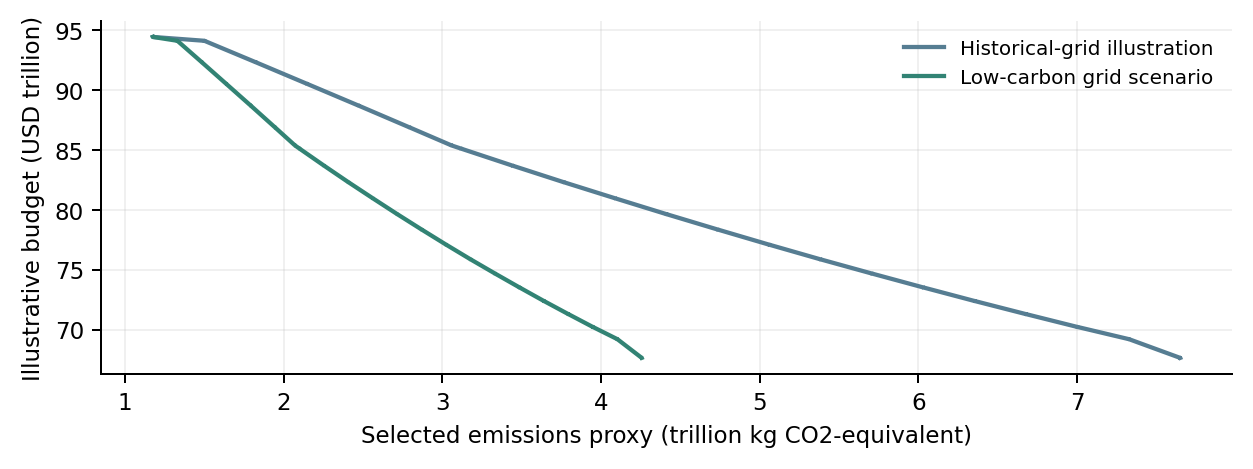 Illustrative budget (USD trillion)
95
90
85
80
75
70
Historical-grid illustration
Low-carbon grid scenario
1 2 3 4 5 6 7
Selected emissions proxy (trillion kg CO2-equivalent)